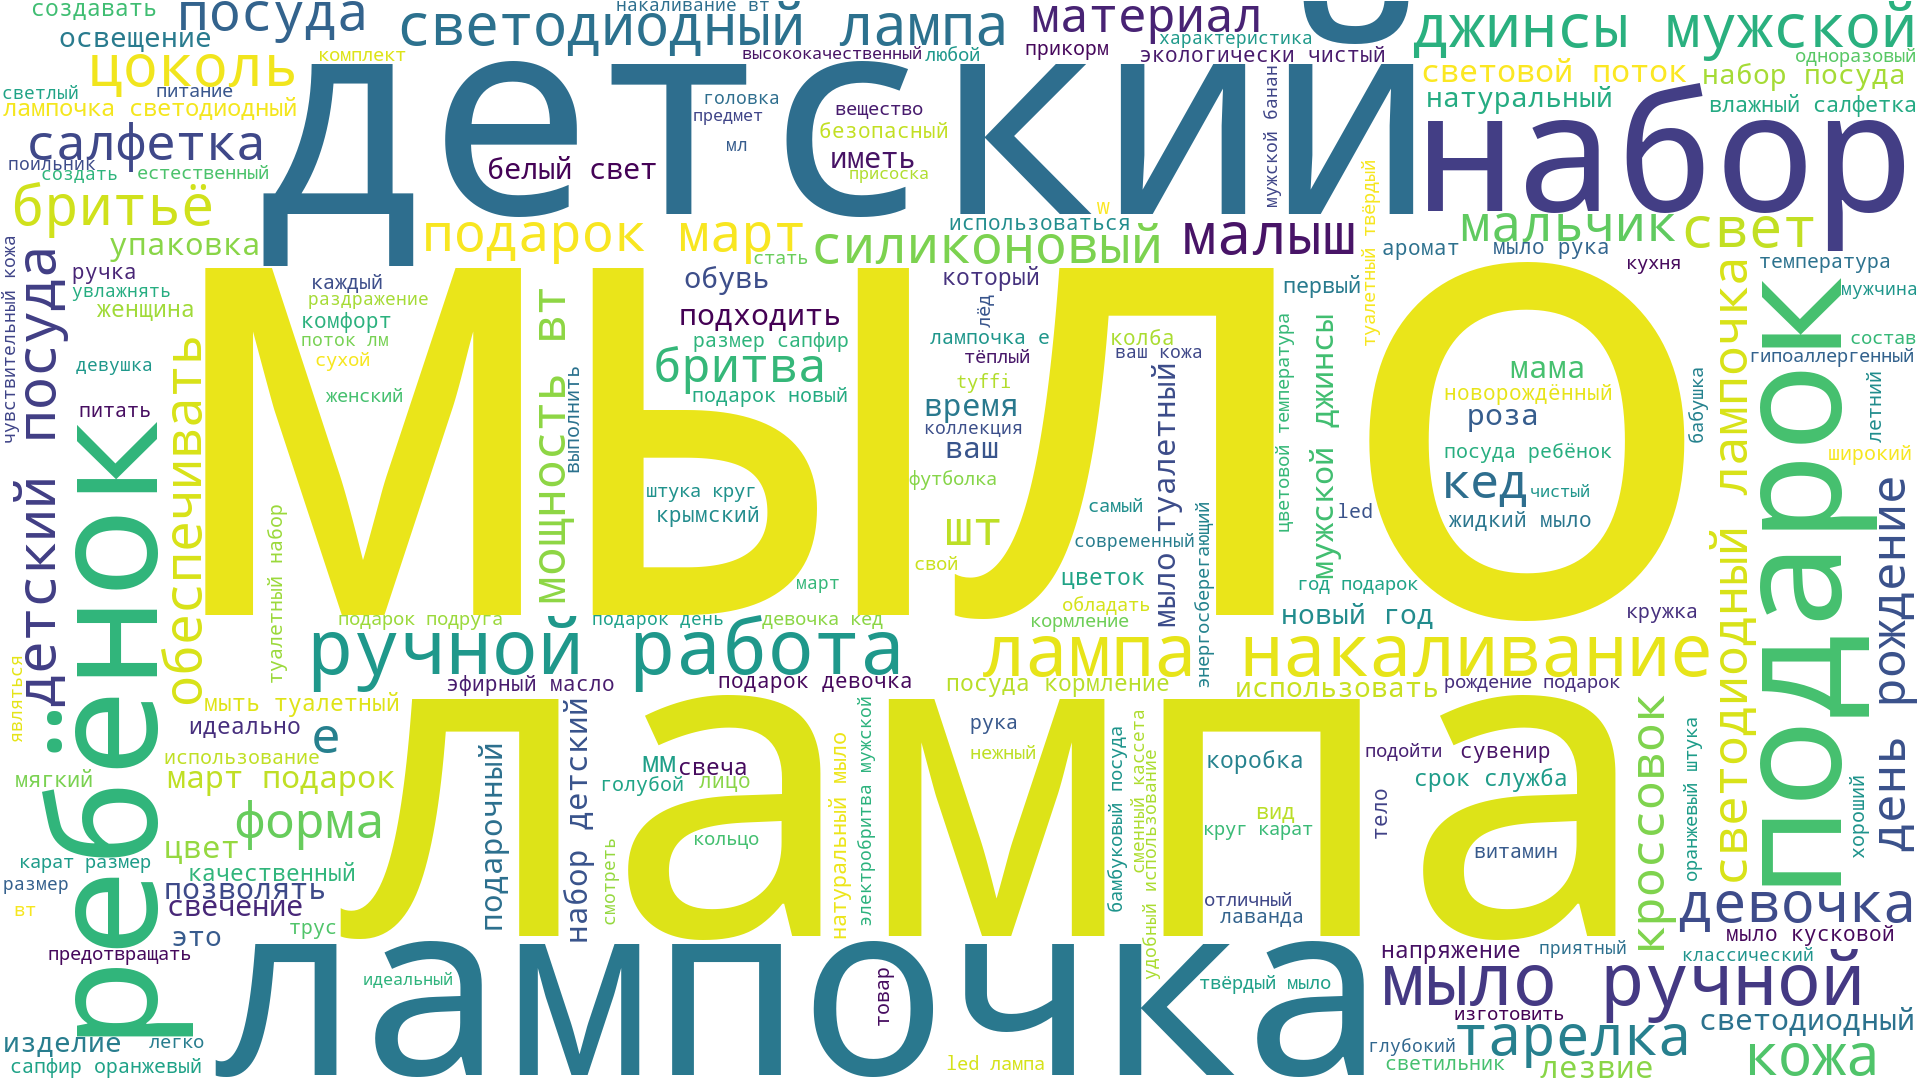 создавать
посуда
накаливание вт
светодиодный лампа
материал
джинсы мужской
освещение
цоколь
комплект
высококачественный
любой
прикорм
характеристика
экологически чистый
одноразовый
детский
световой поток
набор посуда
светлый
питание
лампочка светодиодный
головка
предмет
вещество
безопасный
мл
иметь
присоска
мужской банан
натуральный
влажный салфетка
набор
салфетка
поильник
создать
естественный
белый свет
туалетный твёрдый
бритьё
упаковка
подарок март
стать
силиконовый
использоваться
w
малыш
аромат
мальчик
мыло рука
свет
кухня
температура
мужчина
чувствительный кожа
детский посуда
ручка
увлажнять
женщина
каждый
раздражение
комфорт
поток лм
сухой
женский
девушка
питать
обеспечивать
мыло
мощность вт
выполнить
обувь
подходить
размер сапфир
бритва
подарок новый
который
лёд
лампочка е
тёплый
tyffi
время
коллекция
ваш
футболка
колба
ваш кожа
мыло туалетный
первый
цветовой температура
мужской джинсы
мама
новорождённый
роза
посуда ребёнок
кед
чистый
жидкий мыло
led
бабушка
светодиодный лампочка
состав
гипоаллергенный
летний
широкий
подарок
день рождение
штука круг
крымский
шт
свой
март
самый
современный
цветок
обладать
кормление
энергосберегающий
год подарок
новый год
кружка
туалетный набор
ребёнок
являться
подарок подруга
подарок день
девочка кед
ручной работа
лампа накаливание
эфирный масло
подарок девочка
посуда кормление
использовать
рождение подарок
мыть туалетный
идеально
е
использование
мягкий
март подарок
форма
цвет
карат размер
качественный
размер
позволять
вт
свечение
это
трус
предотвращать
лампа
подарочный
набор детский
мм
свеча
голубой
лицо
кольцо
смотреть
натуральный мыло
электробритва мужской
рука
нежный
бамбуковый посуда
сменный кассета
удобный использование
коробка
вид
круг карат
отличный
лаванда
тело
подойти
сувенир
срок служба
витамин
кроссовок
оранжевый штука
хороший
девочка
мыло кусковой
напряжение
приятный
классический
лампочка
идеальный
товар
твёрдый мыло
мыло ручной
изготовить
изделие
легко
сапфир оранжевый
led лампа
глубокий
светильник
тарелка
лезвие
светодиодный
кожа